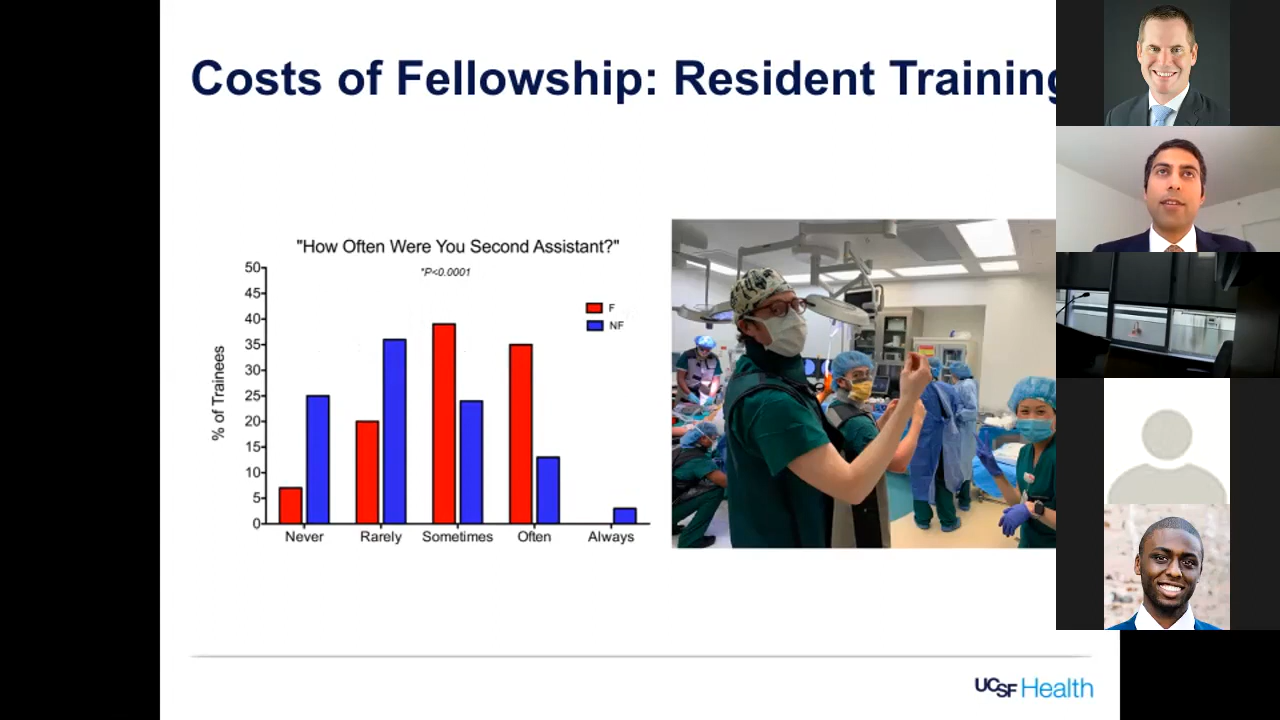 Costs of Fellowship: Resident Training
"How Often Were You Second Assistant?"
*P<0.0001
50
45
40
35
30
25
20
15
10
5
0
% of Trainees
F
NF
Never Rarely Sometimes Often Always
UCSF Health